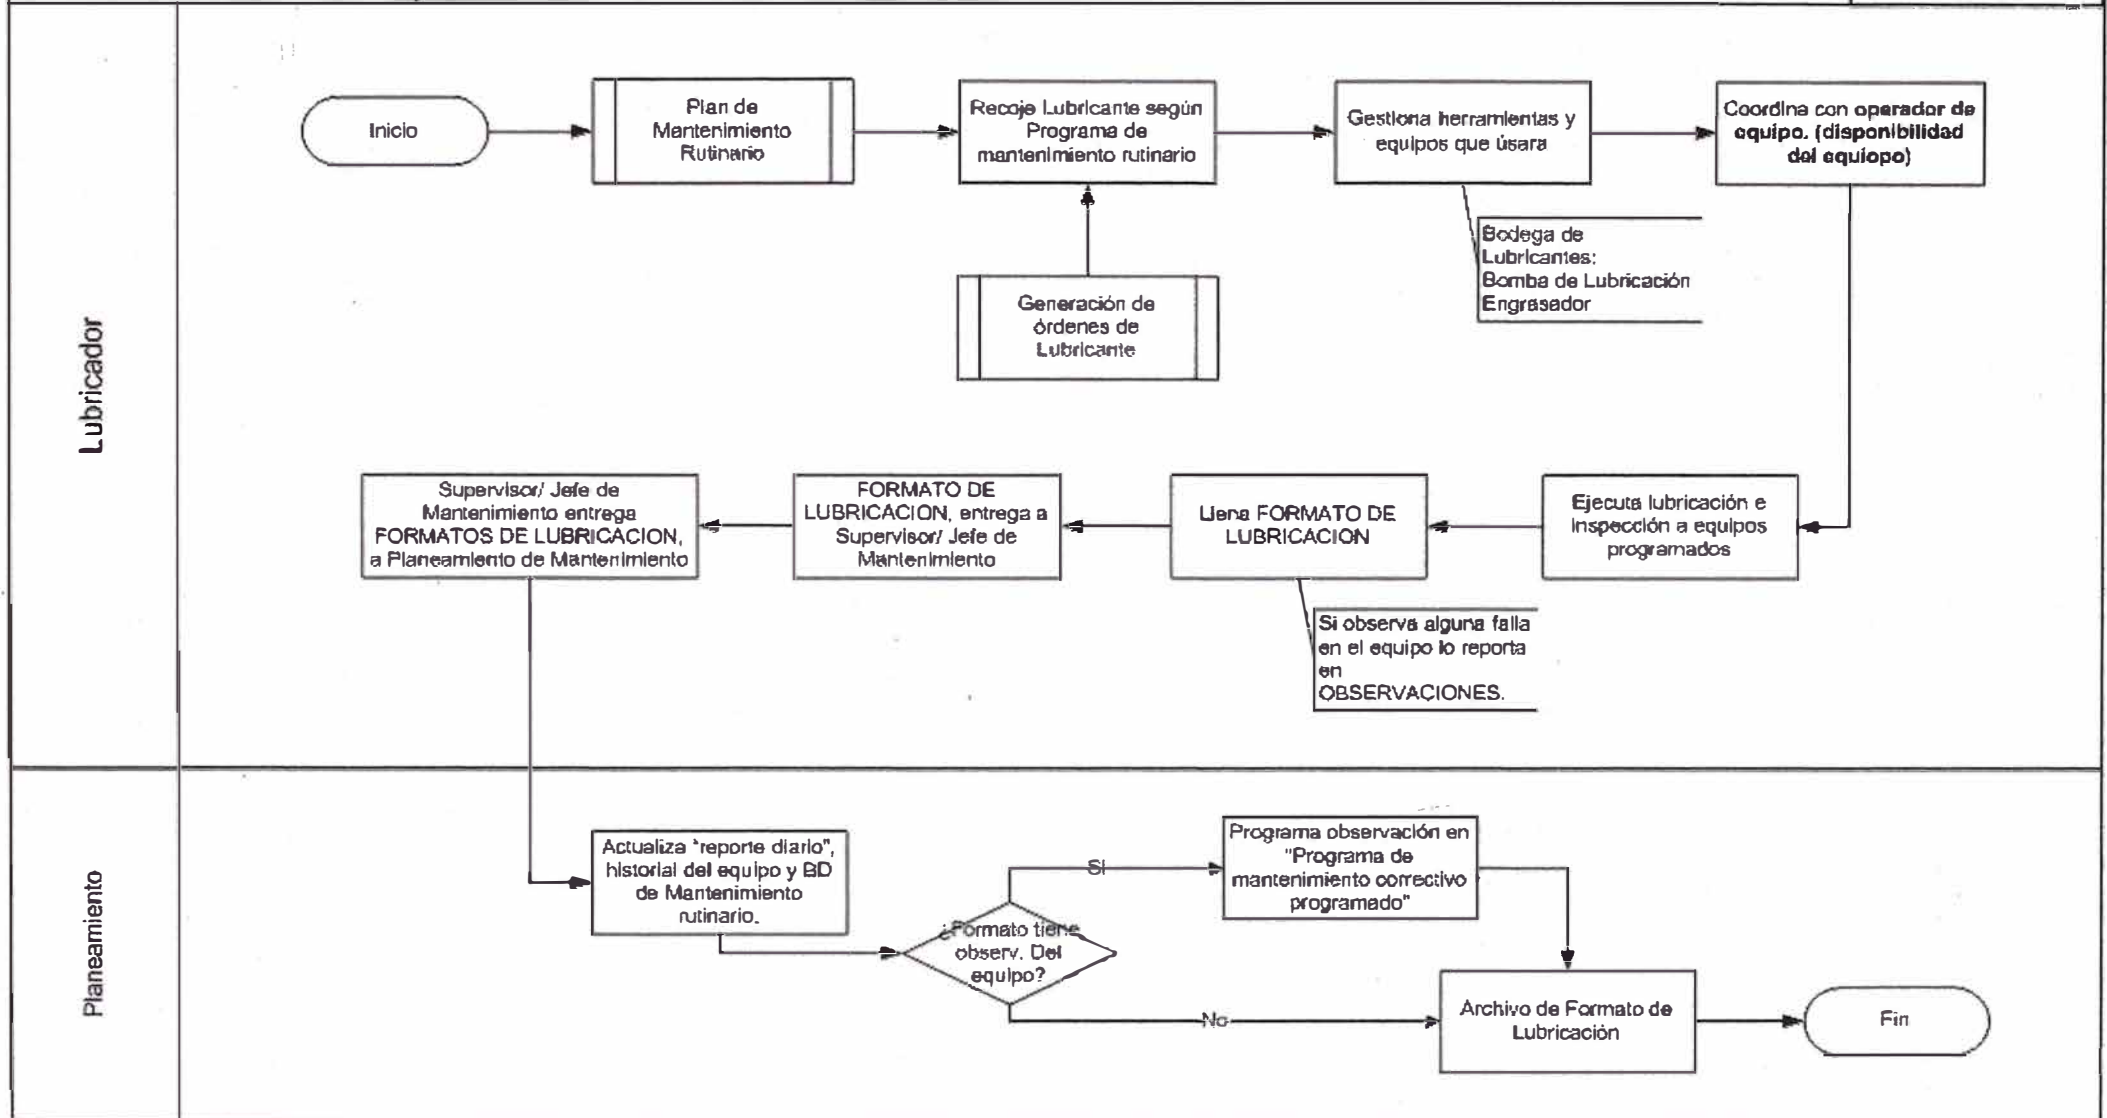 Lubricador
Inicio
Plan de
Mantenimiento
Rutinario
Recoje Lubricante según
Programa de
mantenimiento rutinario
Gestiona herramientas y
equipos que úsara
Coordina con operador de
equipo. (disponibilidad
del equiopo)
Bodega de
Lubricantes:
Bomba de Lubricación
Engrasador
Generación de
órdenes de
Lubricante
Supervisor/ Jefe de
Mantenimiento entrega
FORMATOS DE LUBRICACION,
a Planeamiento de Mantenimiento
FORMATO DE
LUBRICACION, entrega a
Supervisor/ Jefe de
Mantenimiento
Llena FORMATO DE
LUBRICACION
Ejecuta lubricación e
inspección a equipos
programados
Si observa alguna falla
en el equipo lo reporta
en
OBSERVACIONES.
Planeamiento
Actualiza "reporte diario",
historial del equipo y BD
de Mantenimiento
rutinario.
¿Formato tiene
observ. Del
equipo?
SI
Programa observación en
"Programa de
mantenimiento correctivo
programado"
No
Archivo de Formato de
Lubricación
Fin